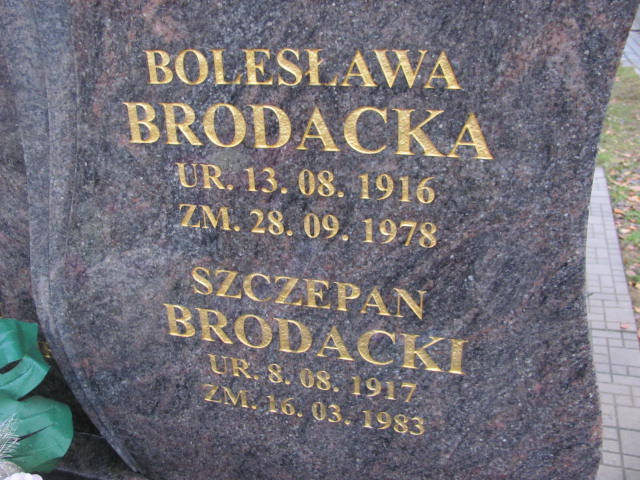 BOLESŁAWA
BRODACKA
UR. 13. 08. 1916
ZM. 28. 09. 1978
SZCZEPAN
BRODACKI
UR. 8. 08. 1917
ZM. 16. 03. 1983